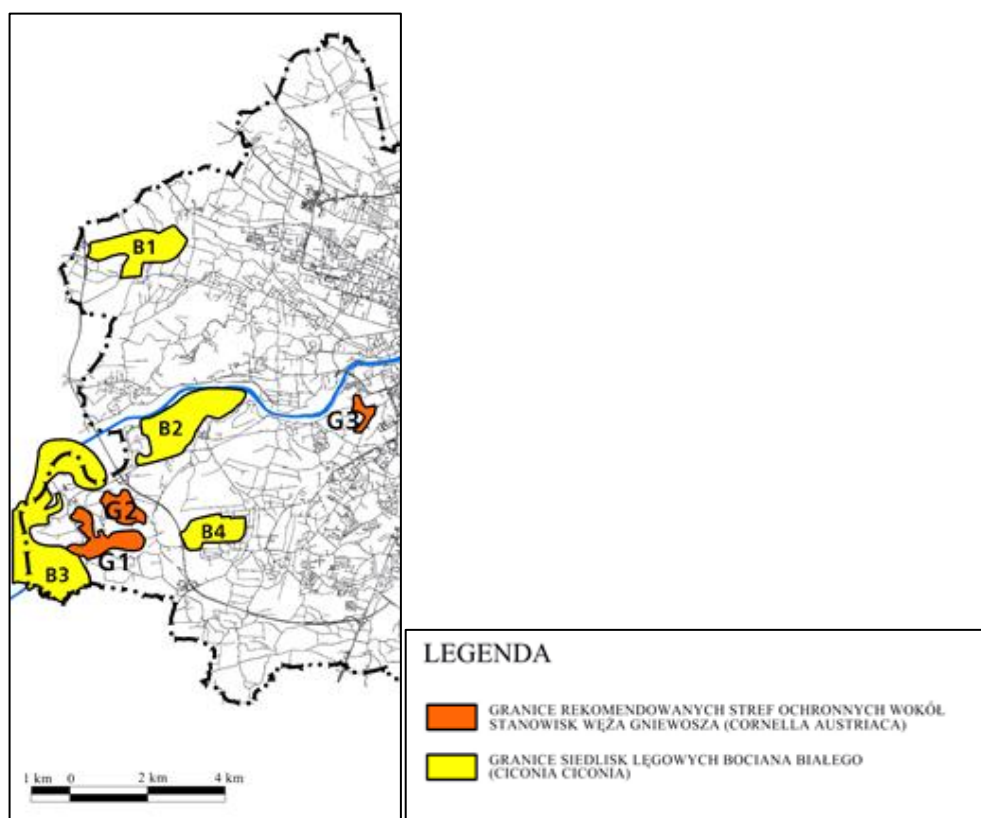 B1
B2
G3
G2
B4
G1
B3
1 km 0 2 km 4 km
LEGENDA
GRANICE REKOMENDOWANYCH STREF OCHRONNYCH WOKÓŁ
STANOWISK WĘŻA GNIEWOSZA (CORNELLA AUSTRIACA)
GRANICE SIEDLISK LĘGOWYCH BOCIANA BIAŁEGO
(CICONIA CICONIA)